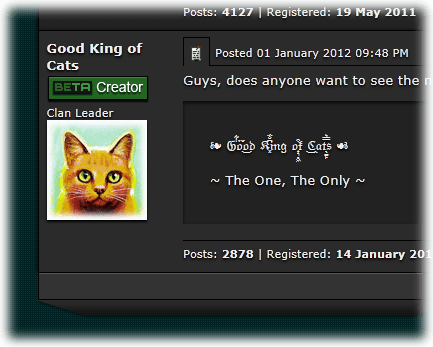 Posts: 4127 | Registered: 19 May 2011
Good King of
Cats
BETA Creator
Clan Leader
Posted 01 January 2012 09:48 PM
Guys, does anyone want to see the
❧ 𝔊𝔬𝔬𝔡 𝔎𝔦𝔫𝔤 𝔬𝔣 ℭ𝔞𝔱𝔰 ☙
~ The One, The Only ~
Posts: 2878 | Registered: 14 January 201